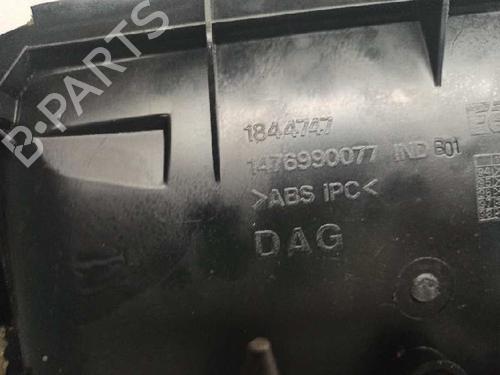 B-PARTS
1844747
1476990077 IND B01
>ABS IPC<
DAG